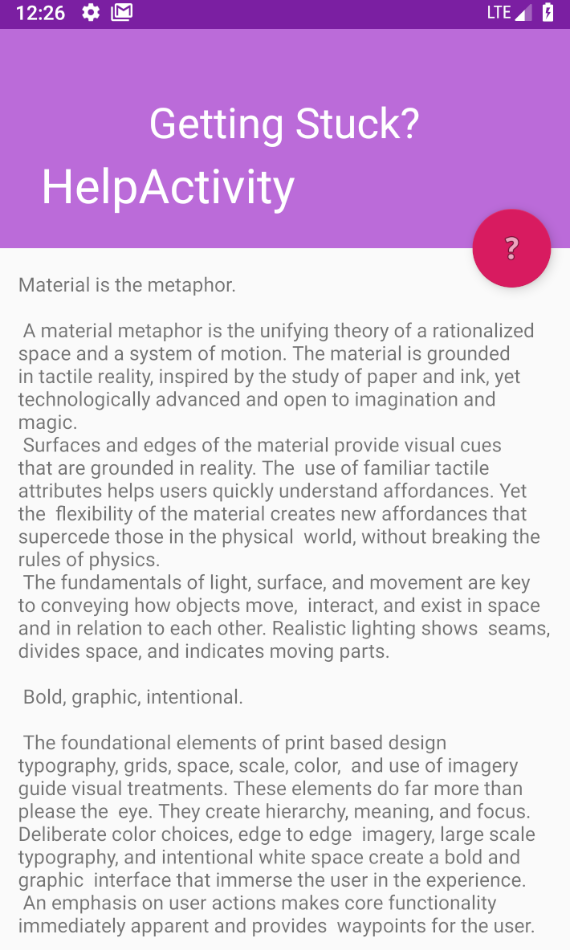 12:26 LTE
Getting Stuck?
HelpActivity
?
Material is the metaphor.
A material metaphor is the unifying theory of a rationalized
space and a system of motion. The material is grounded
in tactile reality, inspired by the study of paper and ink, yet
technologically advanced and open to imagination and
magic.
Surfaces and edges of the material provide visual cues
that are grounded in reality. The  use of familiar tactile
attributes helps users quickly understand affordances. Yet
the  flexibility of the material creates new affordances that
supercede those in the physical  world, without breaking the
rules of physics.
The fundamentals of light, surface, and movement are key
to conveying how objects move,  interact, and exist in space
and in relation to each other. Realistic lighting shows  seams,
divides space, and indicates moving parts.
Bold, graphic, intentional.
The foundational elements of print based design
typography, grids, space, scale, color,  and use of imagery
guide visual treatments. These elements do far more than
please the  eye. They create hierarchy, meaning, and focus.
Deliberate color choices, edge to edge  imagery, large scale
typography, and intentional white space create a bold and
graphic  interface that immerse the user in the experience.
An emphasis on user actions makes core functionality
immediately apparent and provides  waypoints for the user.